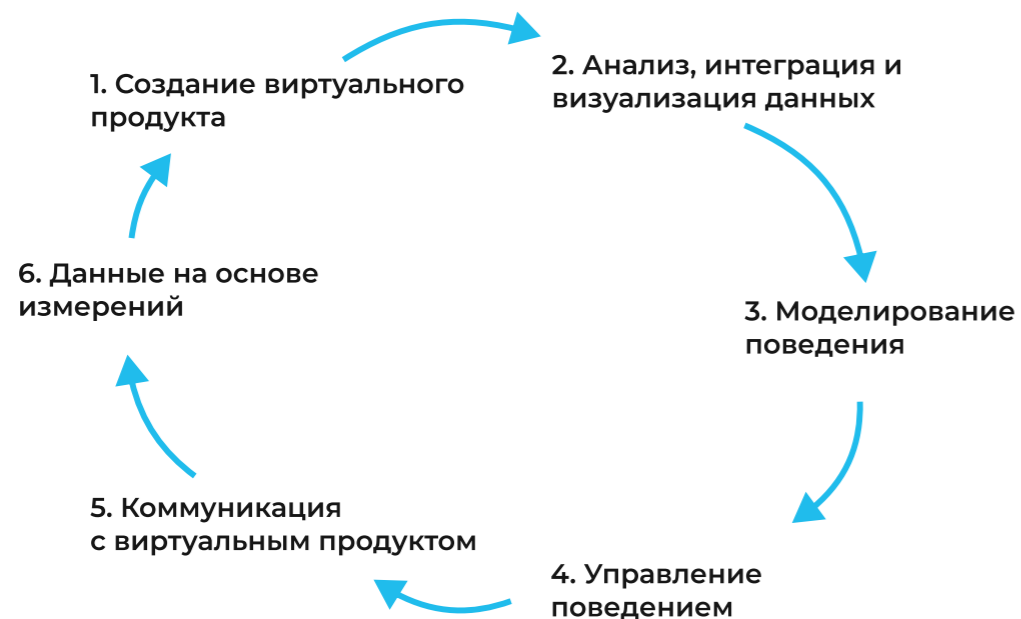 1. Создание виртуального
продукта
2. Анализ, интеграция и
визуализация данных
3. Моделирование
поведения
4. Управление
поведением
5. Коммуникация
с виртуальным продуктом
6. Данные на основе
измерений